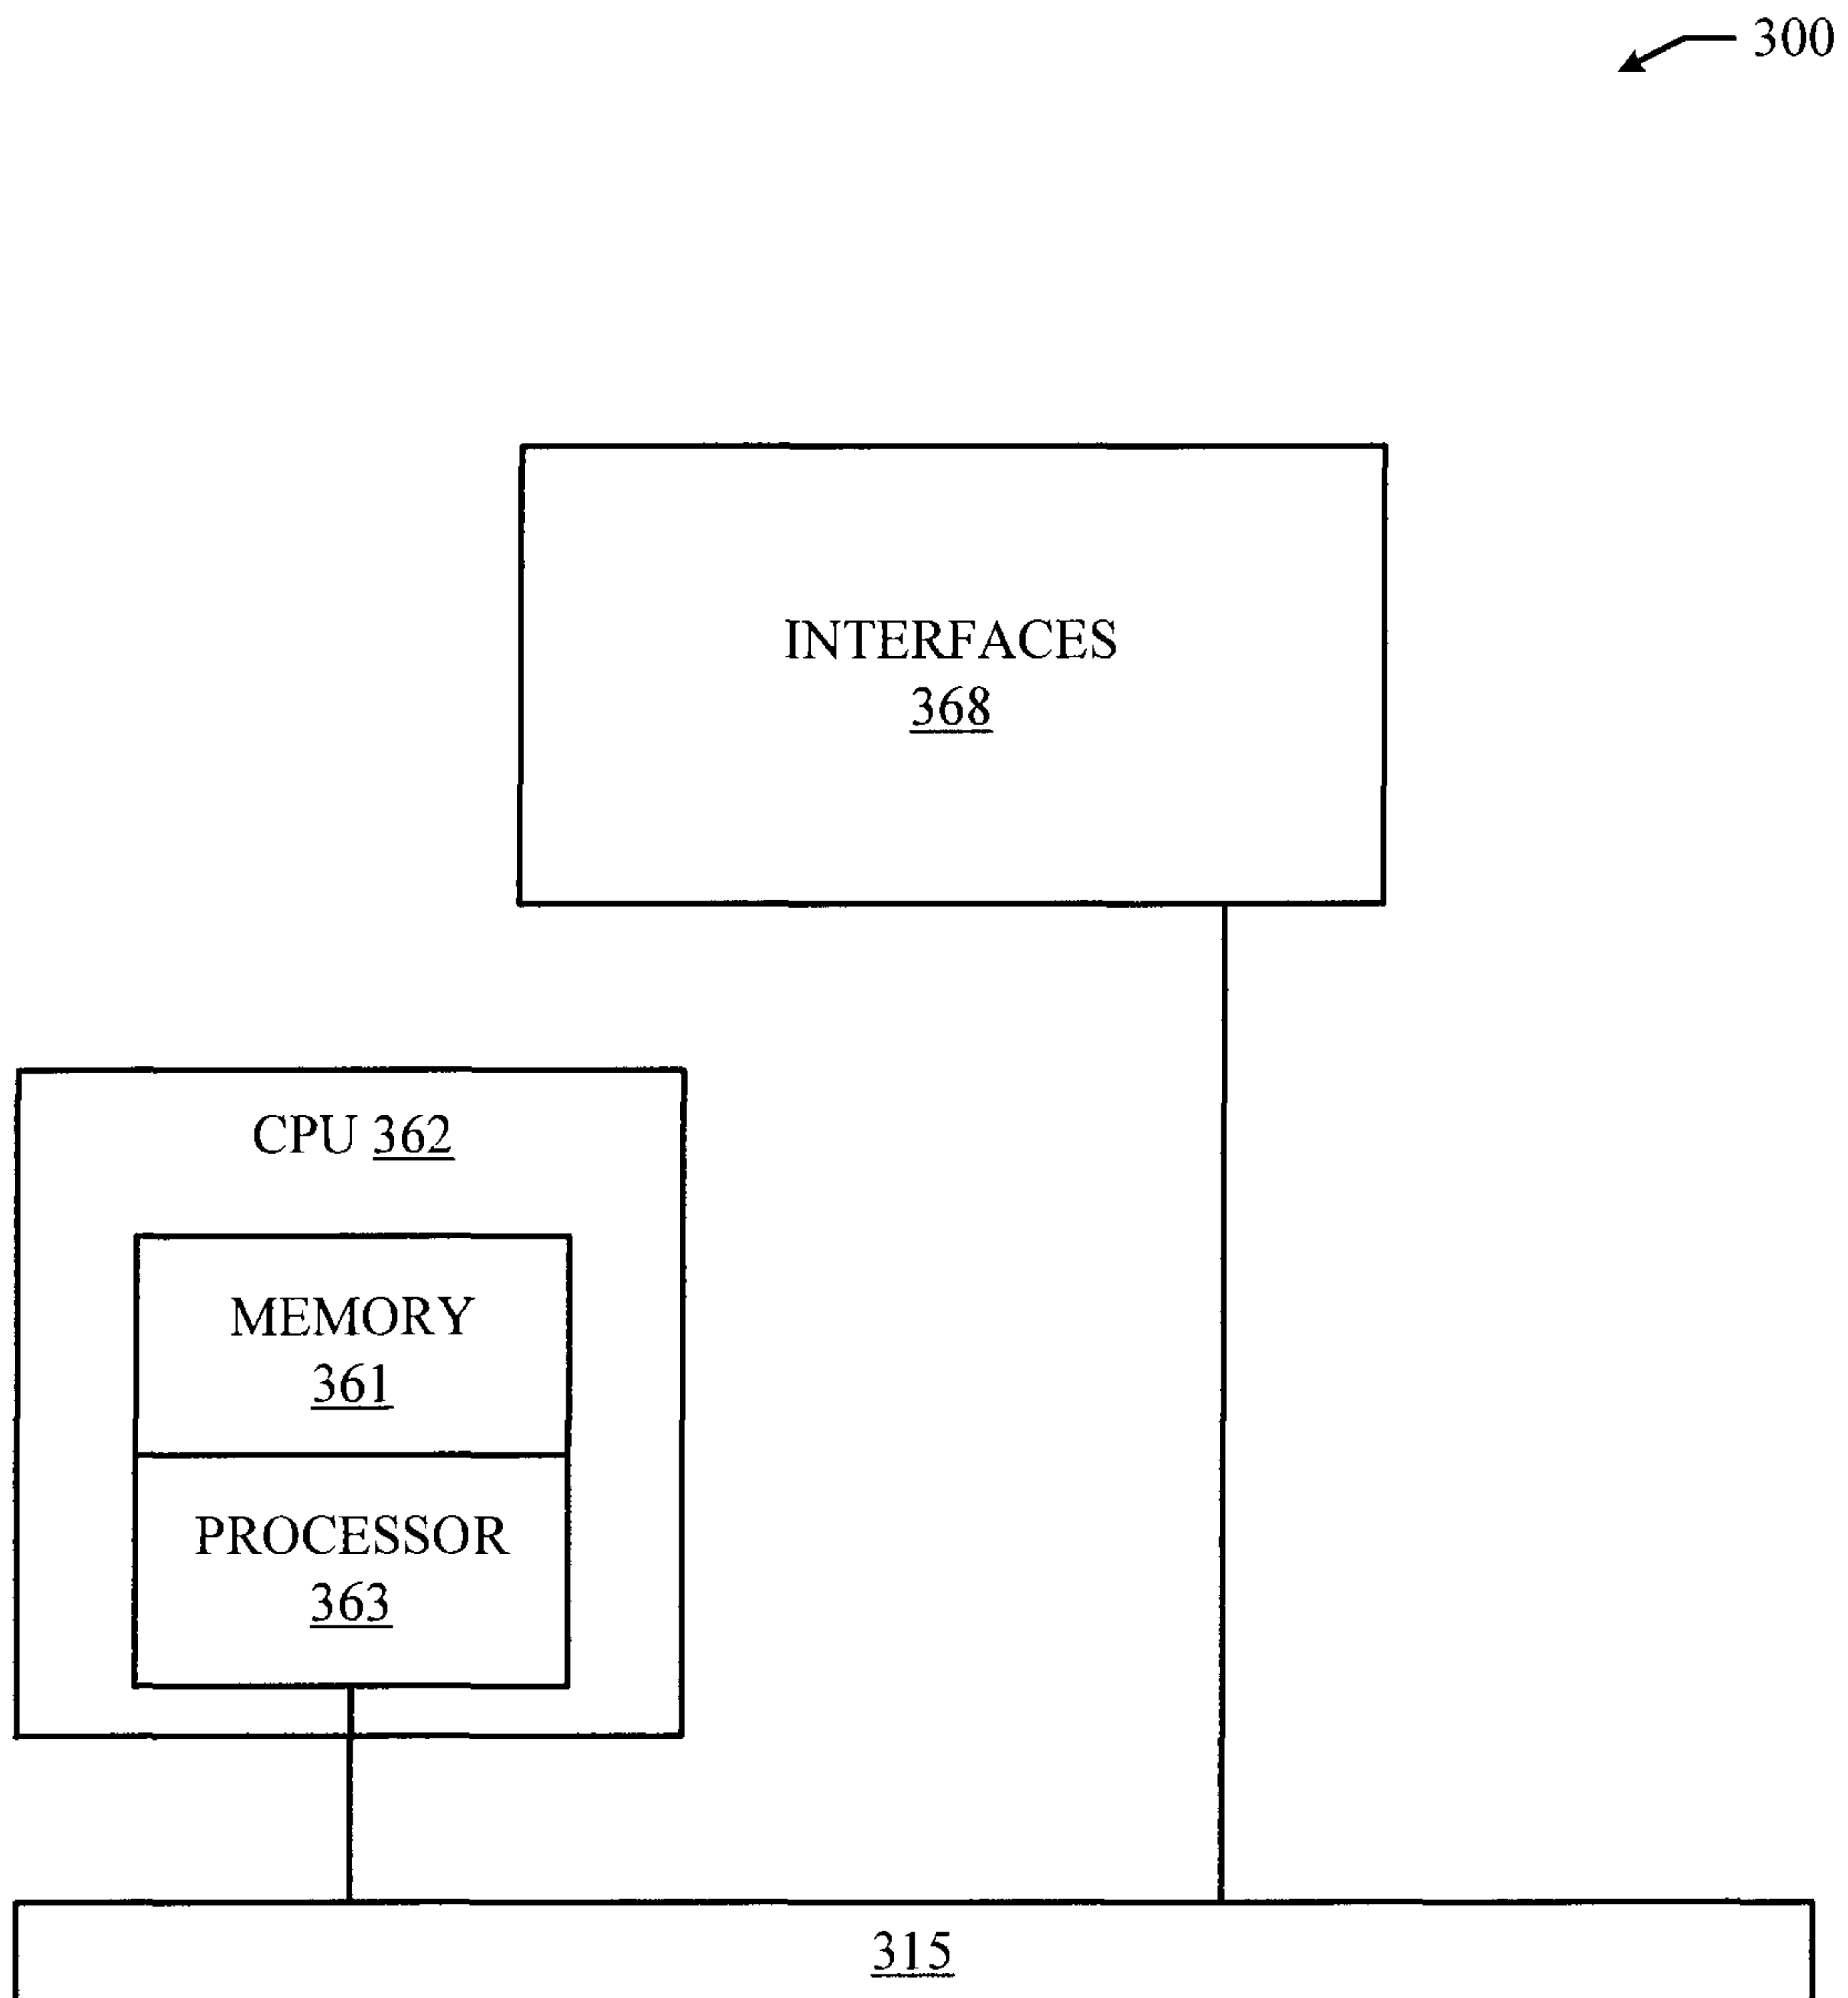 300
INTERFACES
368
CPU 362
MEMORY
361
PROCESSOR
363
315